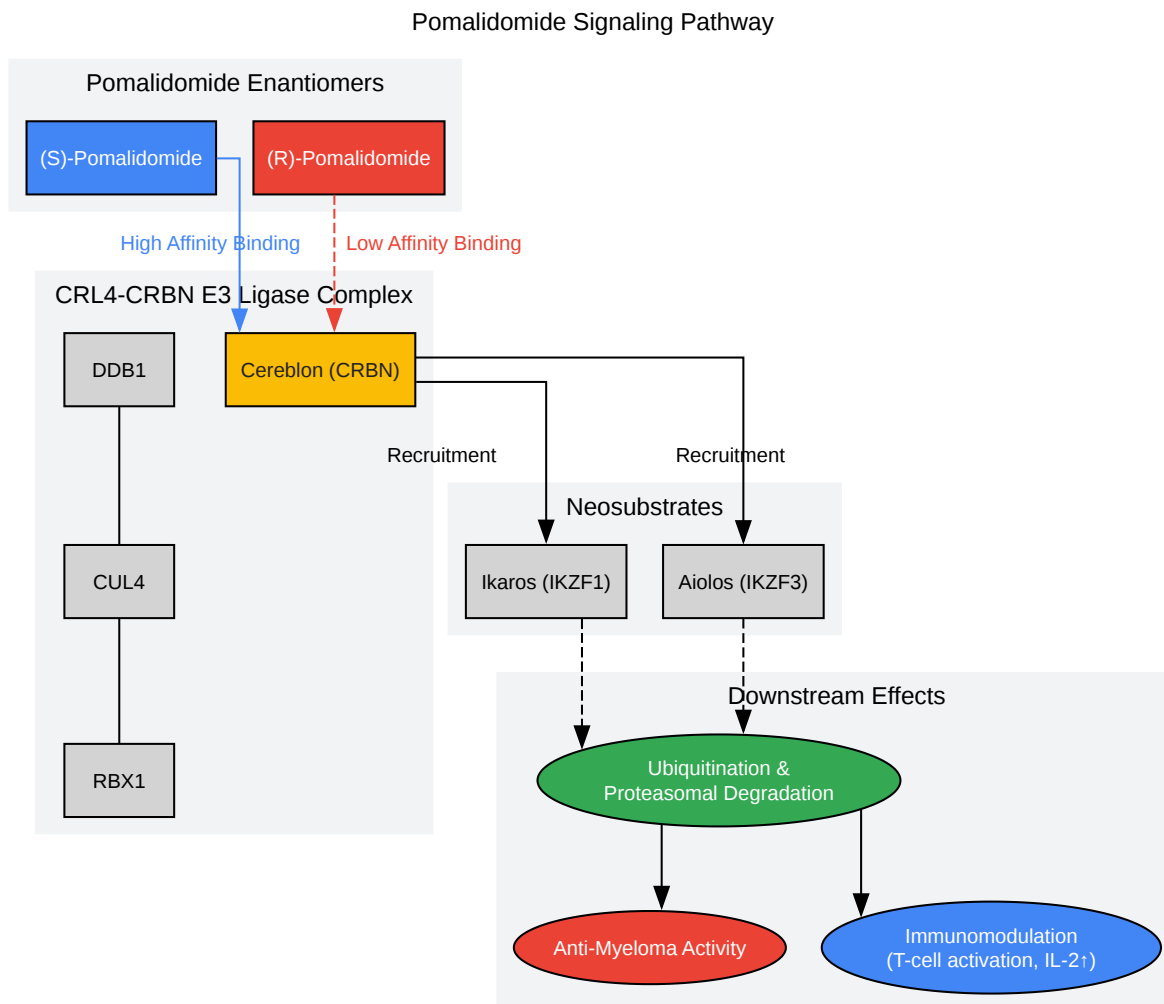 Pomalidomide Signaling Pathway
Pomalidomide Enantiomers
(S)-Pomalidomide
(R)-Pomalidomide
High Affinity Binding
Low Affinity Binding
CRL4-CRBN E3 Ligase Complex
DDB1
Cereblon (CRBN)
Recruitment
Recruitment
Neosubstrates
CUL4
Ikaros (IKZF1)
Aiolos (IKZF3)
Downstream Effects
RBX1
Ubiquitination &
Proteasomal Degradation
Anti-Myeloma Activity
Immunomodulation
(T-cell activation, IL-2↑)